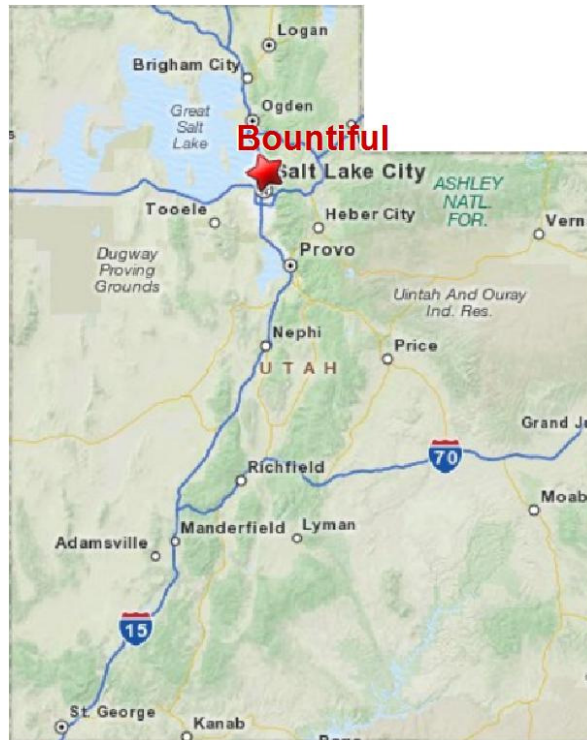 Logan
Brigham City
Great
Salt
Lake
Ogden
Bountiful
Salt Lake City
ASHLEY
NATL.
FOR.
Tooele
Heber City
Vern
Provo
Dugway
Proving
Grounds
Uintah And Ouray
Ind. Res.
Nephi
Price
UTAH
Grand Ju
70
Richfield
Moab
Manderfield
Lyman
Adamsville
15
St. George
Kanab